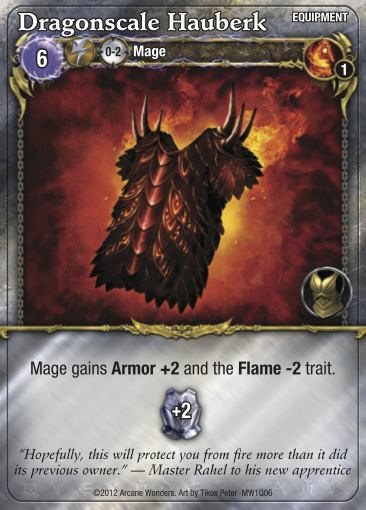 Dragonscale Hauberk
EQUIPMENT
6
0-2
Mage
1
Mage gains Armor +2 and the Flame -2 trait.
+2
"Hopefully, this will protect you from fire more than it did
its previous owner." — Master Rahel to his new apprentice
©2012 Arcane Wonders. Art by Tikos Peter MW1Q06